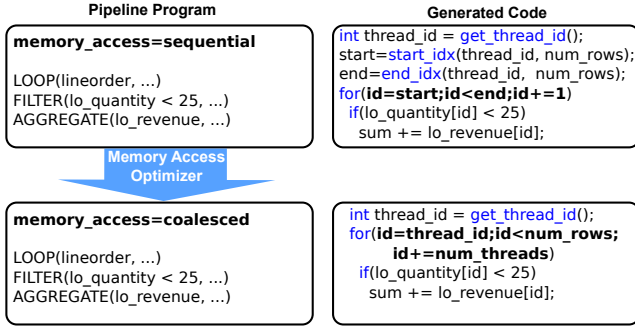 Pipeline Program
memory_access=sequential
LOOP(lineorder, ...)
FILTER(lo_quantity < 25, ...)
AGGREGATE(lo_revenue, ...)
Generated Code
int thread_id = get_thread_id();
start=start_idx(thread_id, num_rows);
end=end_idx(thread_id,  num_rows);
for(id=start;id<end;id+=1)
if(lo_quantity[id] < 25)
sum += lo_revenue[id];
Memory Access
Optimizer
memory_access=coalesced
LOOP(lineorder, ...)
FILTER(lo_quantity < 25, ...)
AGGREGATE(lo_revenue, ...)
int thread_id = get_thread_id();
for(id=thread_id;id<num_rows;
id+=num_threads)
if(lo_quantity[id] < 25)
sum += lo_revenue[id];